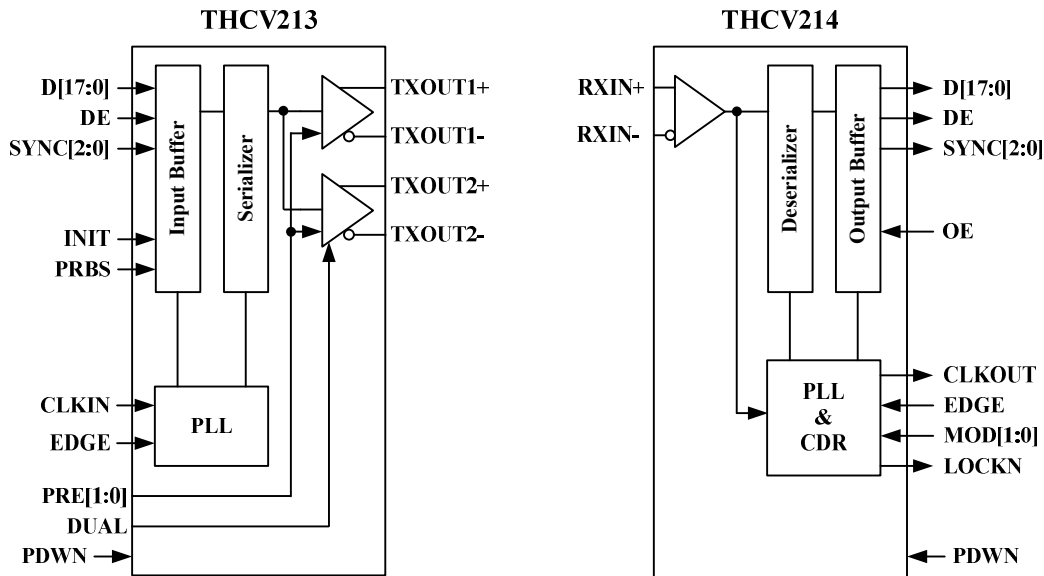 THCV213
D[17:0]
DE
SYNC[2:0]
INIT
PRBS
CLKIN
EDGE
PRE[1:0]
DUAL
PDWN
Input Buffer
Serializer
PLL
TXOUT1+
TXOUT1-
TXOUT2+
TXOUT2-
THCV214
RXIN+
RXIN-
Deserializer
Output Buffer
PLL
&
CDR
D[17:0]
DE
SYNC[2:0]
OE
CLKOUT
EDGE
MOD[1:0]
LOCKN
PDWN